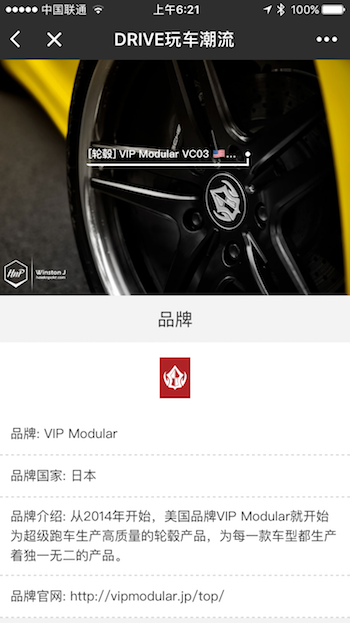 中国联通 上午6:21 100%
DRIVE玩车潮流
[轮毂] VIP Modular VC03 🇺🇸...
HnP Winston J
品牌
品牌: VIP Modular
品牌国家: 日本
品牌介绍: 从2014年开始，美国品牌VIP Modular就开始
为超级跑车生产高质量的轮毂产品，为每一款车型都生产
着独一无二的产品。
品牌官网: http://vipmodular.jp/top/